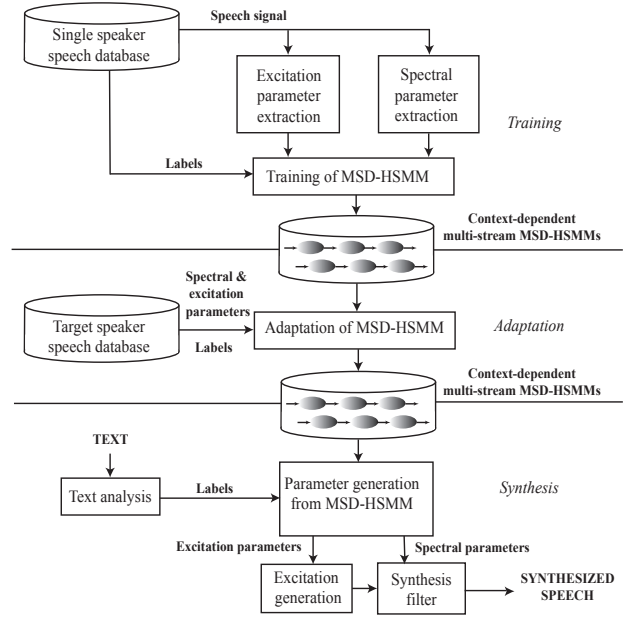 Speech signal
Single speaker
speech database
Excitation
parameter
extraction
Spectral
parameter
extraction
Training
Labels
Training of MSD-HSMM
Context-dependent
multi-stream MSD-HSMMs
Spectral &
excitation
parameters
Target speaker
speech database
Labels
Adaptation of MSD-HSMM
Adaptation
Context-dependent
multi-stream MSD-HSMMs
TEXT
Text analysis
Labels
Parameter generation
from MSD-HSMM
Synthesis
Excitation parameters
Spectral parameters
Excitation
generation
Synthesis
filter
SYNTHESIZED
SPEECH